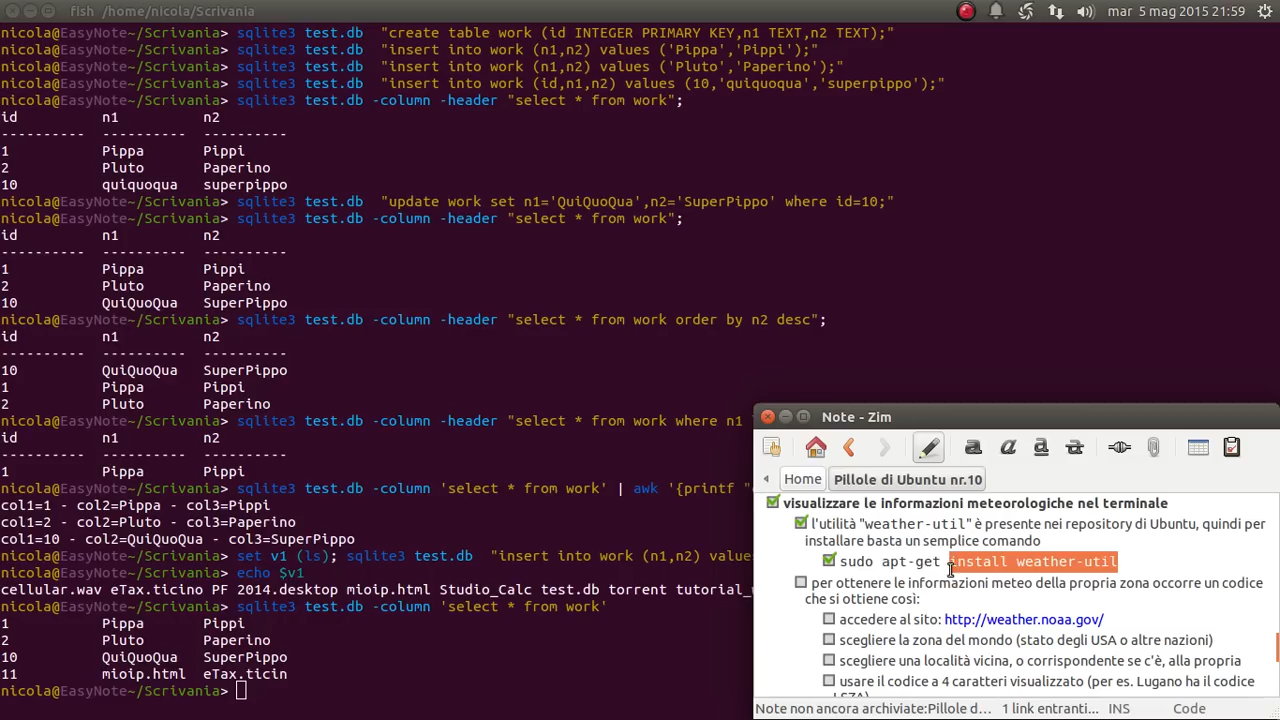 fish /home/nicola/Scrivania
mar 5 mag 2015 21:59
nicola@EasyNote~/Scrivania> sqlite3 test.db  "create table work (id INTEGER PRIMARY KEY,n1 TEXT,n2 TEXT);"
nicola@EasyNote~/Scrivania> sqlite3 test.db  "insert into work (n1,n2) values ('Pippa','Pippi');"
nicola@EasyNote~/Scrivania> sqlite3 test.db  "insert into work (n1,n2) values ('Pluto','Paperino');"
nicola@EasyNote~/Scrivania> sqlite3 test.db  "insert into work (id,n1,n2) values (10,'quiquoqua','superpippo');"
nicola@EasyNote~/Scrivania> sqlite3 test.db -column -header "select * from work";
id          n1          n2
----------  ----------  ----------
1           Pippa       Pippi
2           Pluto       Paperino
10          quiquoqua   superpippo
nicola@EasyNote~/Scrivania> sqlite3 test.db  "update work set n1='QuiQuoQua',n2='SuperPippo' where id=10;"
nicola@EasyNote~/Scrivania> sqlite3 test.db -column -header "select * from work";
id          n1          n2
----------  ----------  ----------
1           Pippa       Pippi
2           Pluto       Paperino
10          QuiQuoQua   SuperPippo
nicola@EasyNote~/Scrivania> sqlite3 test.db -column -header "select * from work order by n2 desc";
id          n1          n2
----------  ----------  ----------
10          QuiQuoQua   SuperPippo
1           Pippa       Pippi
2           Pluto       Paperino
nicola@EasyNote~/Scrivania> sqlite3 test.db -column -header "select * from work where n1
id          n1          n2
----------  ----------  ----------
1           Pippa       Pippi
nicola@EasyNote~/Scrivania> sqlite3 test.db -column 'select * from work' | awk '{printf "
col1=1 - col2=Pippa - col3=Pippi
col1=2 - col2=Pluto - col3=Paperino
col1=10 - col2=QuiQuoQua - col3=SuperPippo
nicola@EasyNote~/Scrivania> set v1 (ls); sqlite3 test.db  "insert into work (n1,n2) value
nicola@EasyNote~/Scrivania> echo $v1
cellular.wav eTax.ticino PF 2014.desktop mioip.html Studio_Calc test.db torrent tutorial_
nicola@EasyNote~/Scrivania> sqlite3 test.db -column 'select * from work'
1           Pippa       Pippi
2           Pluto       Paperino
10          QuiQuoQua   SuperPippo
11          mioip.html  eTax.ticin
nicola@EasyNote~/Scrivania>
Note - Zim
Home
Pillole di Ubuntu nr.10
visualizzare le informazioni meteorologiche nel terminale
l'utilità "weather-util" è presente nei repository di Ubuntu, quindi per
installare basta un semplice comando
sudo apt-get install weather-util
per ottenere le informazioni meteo della propria zona occorre un codice
che si ottiene così:
accedere al sito: http://weather.noaa.gov/
scegliere la zona del mondo (stato degli USA o altre nazioni)
scegliere una località vicina, o corrispondente se c'è, alla propria
usare il codice a 4 caratteri visualizzato (per es. Lugano ha il codice
Note non ancora archiviate:Pillole d... 1 link entranti... INS Code